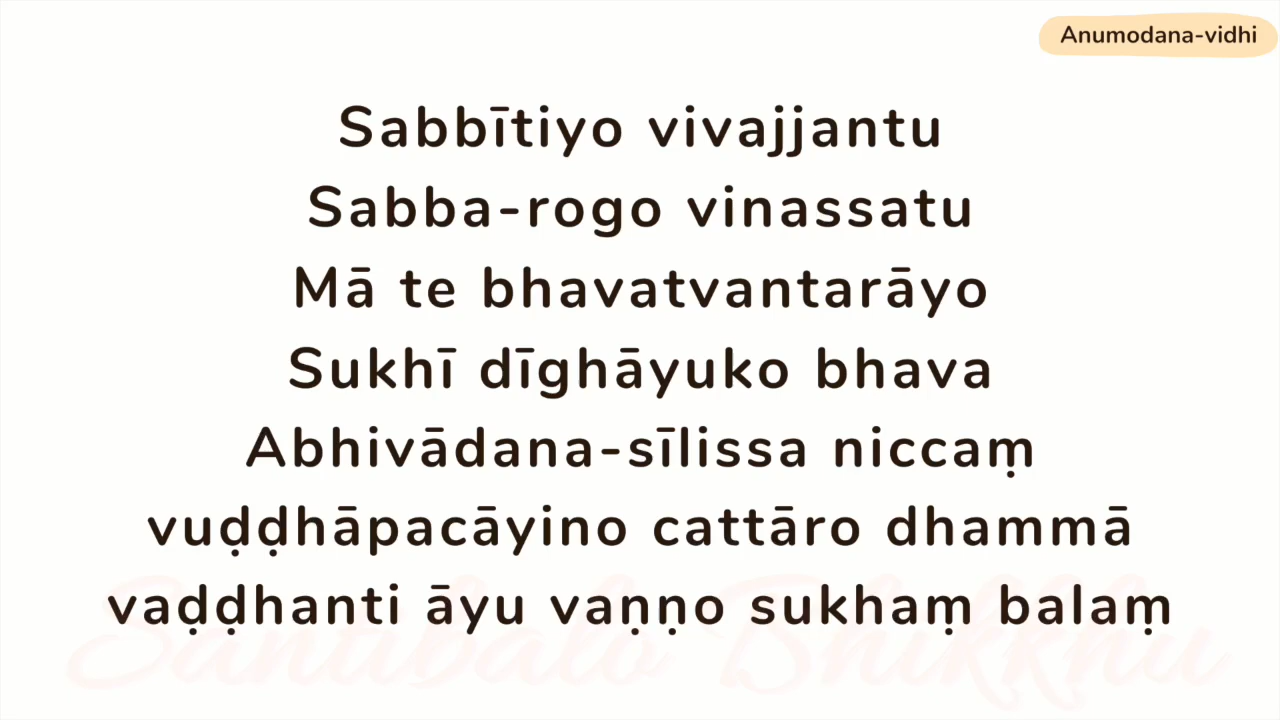 Anumodana-vidhi
Sabbītiyo vivajjantu
Sabba-rogo vinassatu
Mā te bhavatvantarāyo
Sukhī dīghāyuko bhava
Abhivādana-sīlissa niccaṃ
vuḍḍhāpacāyino cattāro dhammā
vaḍḍhanti āyu vaṇṇo sukhaṃ balaṃ
Bhikkhu